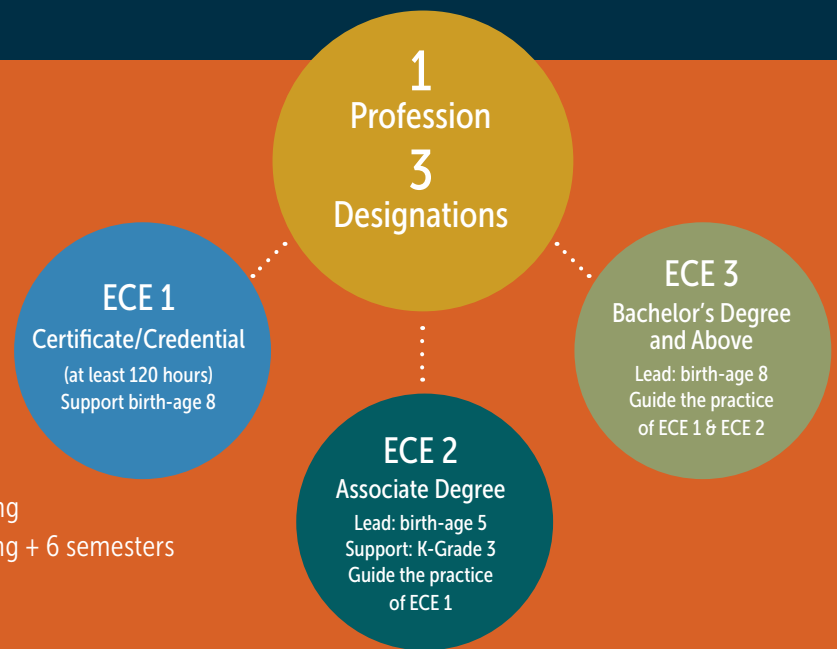 1
Profession
3
Designations
ECE 1
Certificate/Credential
(at least 120 hours)
Support birth-age 8
ECE 3
Bachelor's Degree
and Above
Lead: birth-age 8
Guide the practice
of ECE 1 & ECE 2
ECE 2
Associate Degree
Lead: birth-age 5
Support: K-Grade 3
Guide the practice
of ECE 1
+ 6 semesters